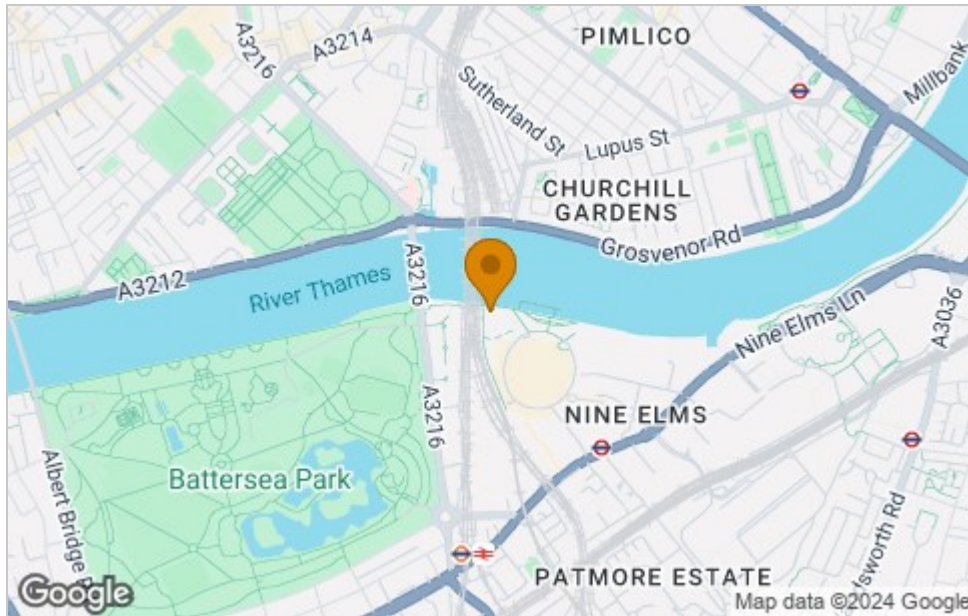 A3216
A3214
PIMLICO
Millbank
Sutherland St
Lupus St
CHURCHILL
GARDENS
Grosvenor Rd
A3212
River Thames
A3216
Nine Elms Ln
A3036
A3216
NINE ELMS
Battersea Park
Albert Bridge R
dsworth Rd
PATMORE ESTATE
Google
Map data ©2024 Google